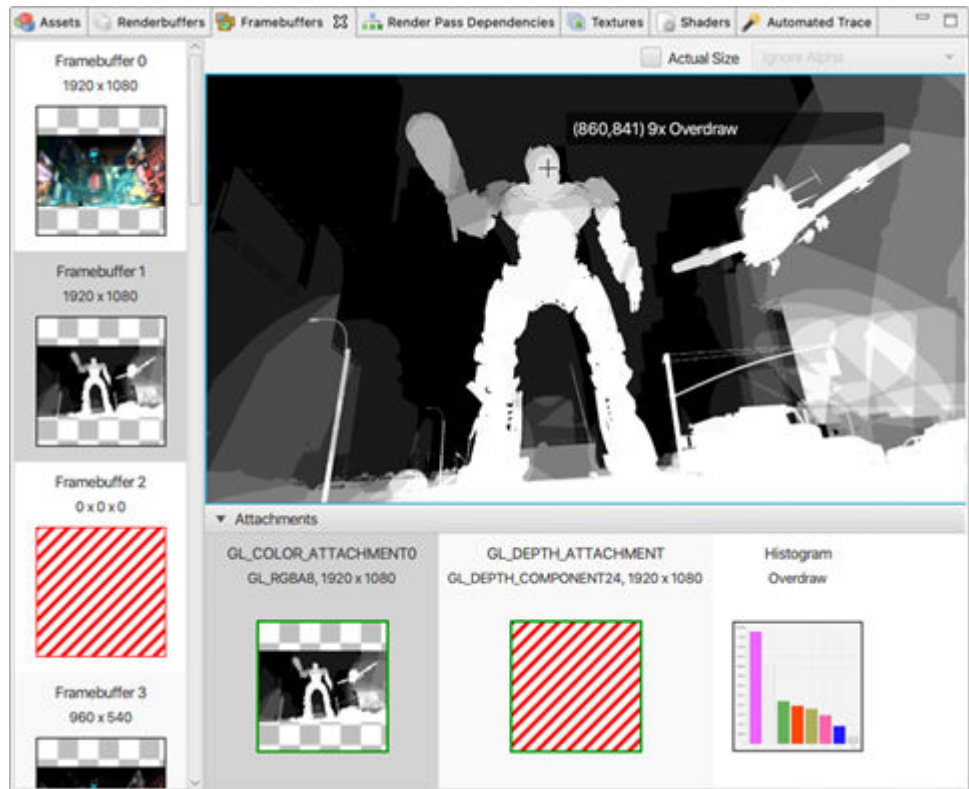 Assets Renderbuffers Framebuffers Render Pass Dependencies Textures Shaders Automated Trace
Actual Size Ignore Alpha
Framebuffer 0
1920 x 1080
Framebuffer 1
1920 x 1080
Framebuffer 2
0 x 0 x 0
Framebuffer 3
960 x 540
(860,841) 9x Overdraw
Attachments
GL_COLOR_ATTACHMENT0
GL_RGBA8, 1920 x 1080
GL_DEPTH_ATTACHMENT
GL_DEPTH_COMPONENT24, 1920 x 1080
Histogram
Overdraw